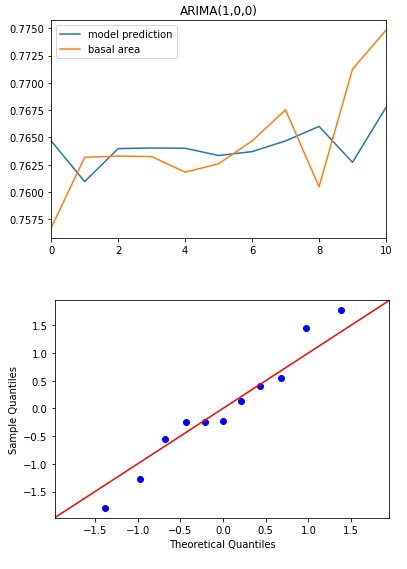 ARIMA(1,0,0)
model prediction
basal area
0.7750
0.7725
0.7700
0.7675
0.7650
0.7625
0.7600
0.7575
0 2 4 6 8 10
Sample Quantiles
1.5
1.0
0.5
0.0
−0.5
−1.0
−1.5
−1.5 −1.0 −0.5 0.0 0.5 1.0 1.5
Theoretical Quantiles